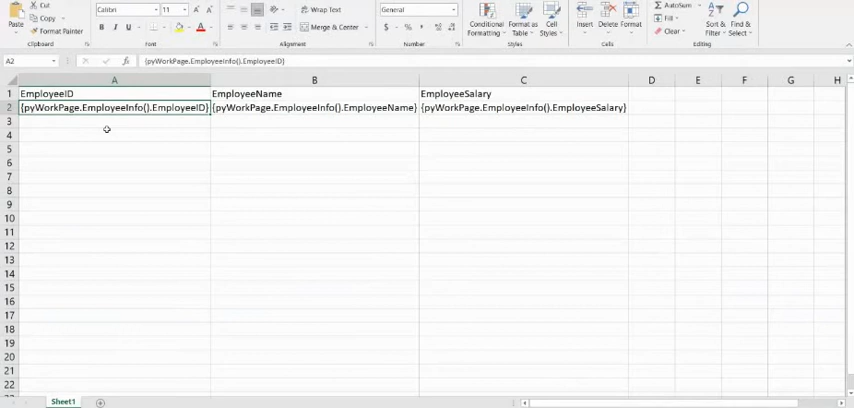 Cut
Calibri 11 Wrap Text General Σ AutoSum
Copy
Paste Format Painter B I U A Merge & Center $ % Conditional Formatting Format as Table Cell Styles Insert Delete Format Fill Clear Sort & Filter Find & Select
Clipboard Font Alignment Number Styles Cells Editing
A2 fx {pyWorkPage.EmployeeInfo().EmployeeID}
A B C D E F G H
1 EmployeeID EmployeeName EmployeeSalary
2 {pyWorkPage.EmployeeInfo().EmployeeID} {pyWorkPage.EmployeeInfo().EmployeeName} {pyWorkPage.EmployeeInfo().EmployeeSalary}
3
4
5
6
7
8
9
10
11
12
13
14
15
16
17
18
19
20
21
22
Sheet1